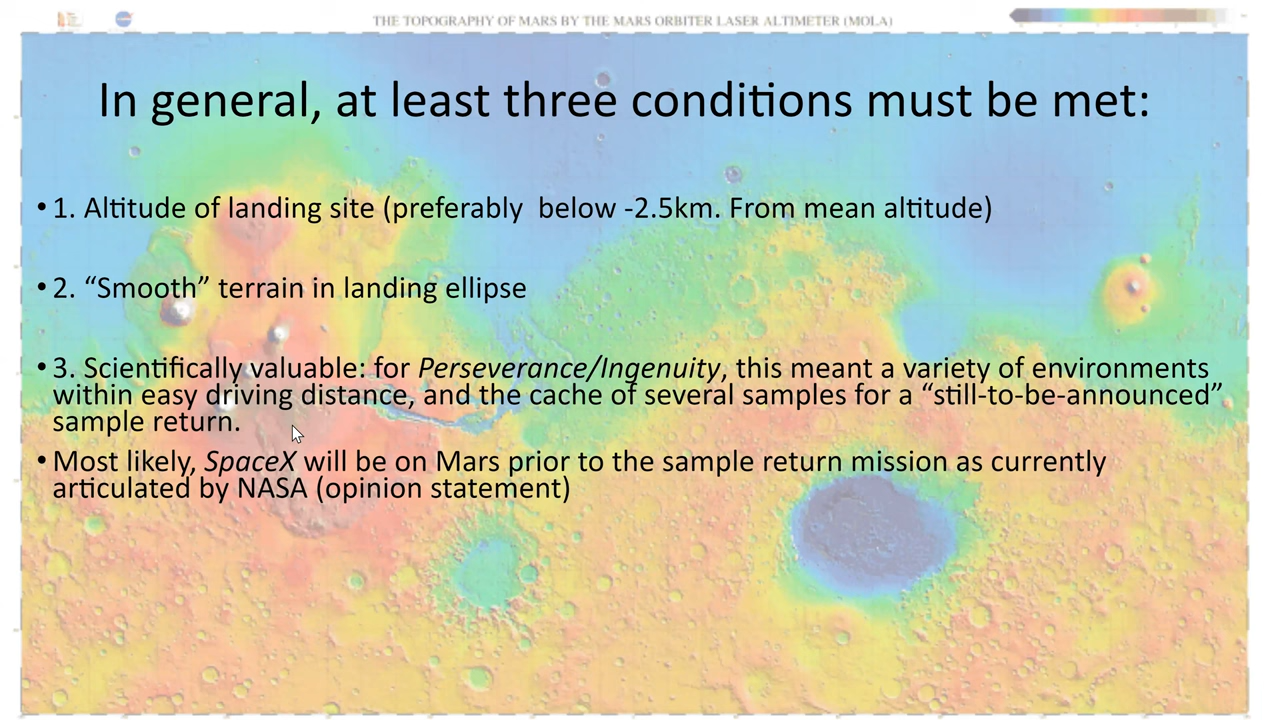 THE TOPOGRAPHY OF MARS BY THE MARS ORBITER LASER ALTIMETER (MOLA)
In general, at least three conditions must be met:
• 1. Altitude of landing site (preferably  below -2.5km. From mean altitude)
• 2. “Smooth” terrain in landing ellipse
• 3. Scientifically valuable: for Perseverance/Ingenuity, this meant a variety of environments
within easy driving distance, and the cache of several samples for a “still-to-be-announced”
sample return.
• Most likely, SpaceX will be on Mars prior to the sample return mission as currently
articulated by NASA (opinion statement)